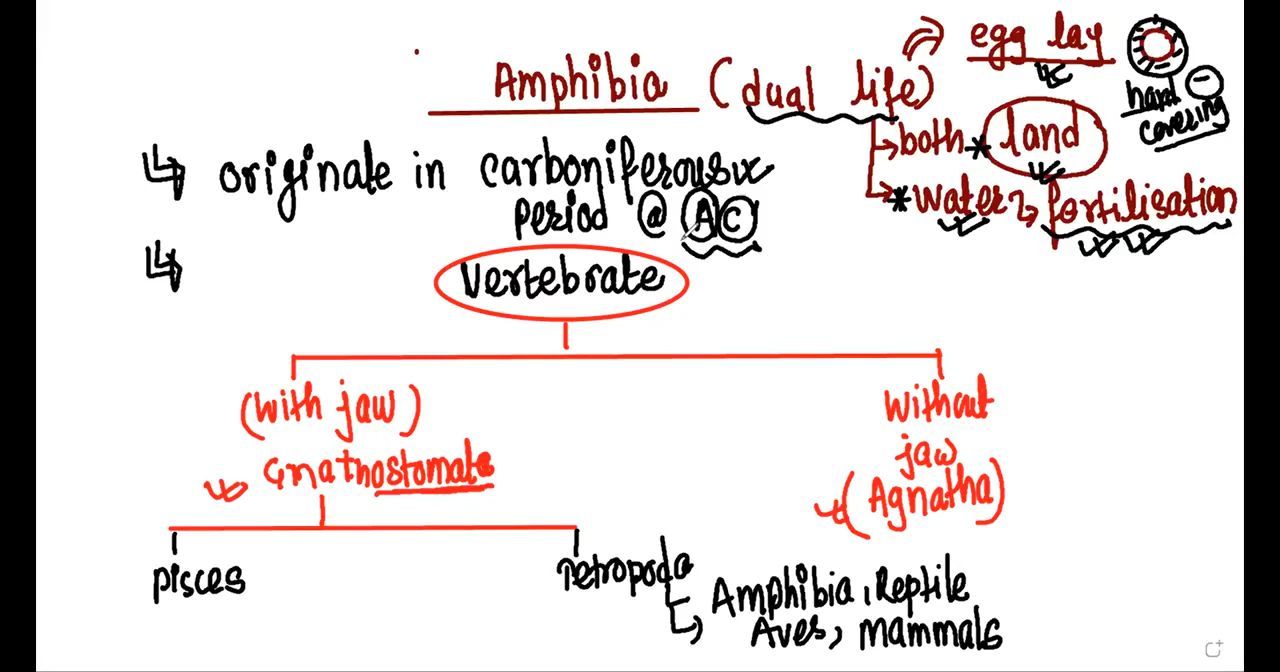 egg lay
Amphibia (dual life)
hard
covering
both * land
* water fertilisation
originate in carboniferous
period @ AC
Vertebrate
(with jaw)
Gnathostomate
without
jaw
(Agnatha)
Pisces
Tetropoda
Amphibia, Reptile
Aves, mammals